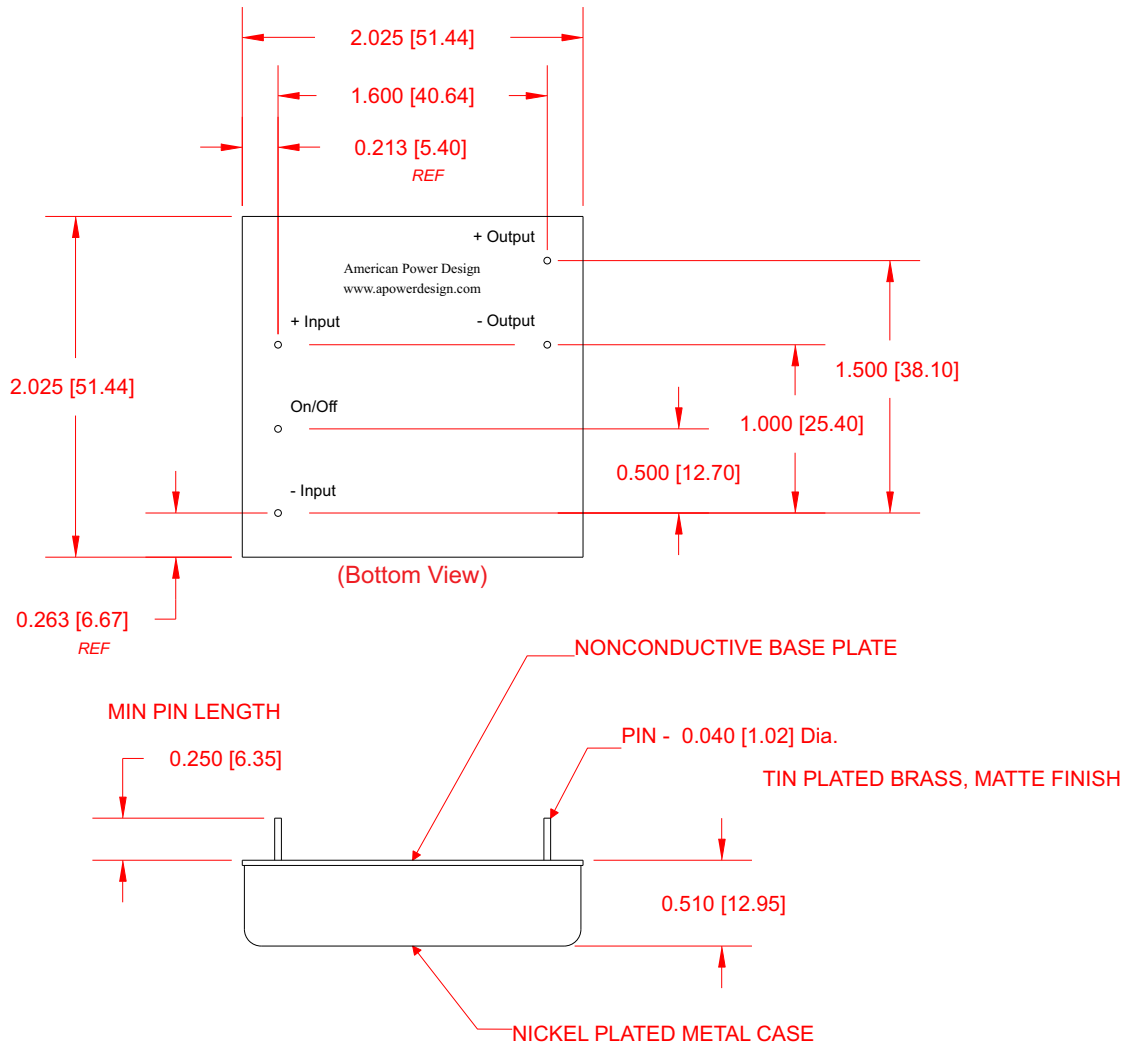 2.025 [51.44]
1.600 [40.64]
0.213 [5.40]
REF
+ Output
American Power Design
www.apowerdesign.com
+ Input
- Output
1.500 [38.10]
2.025 [51.44]
On/Off
1.000 [25.40]
0.500 [12.70]
- Input
(Bottom View)
0.263 [6.67]
REF
NONCONDUCTIVE BASE PLATE
MIN PIN LENGTH
PIN - 0.040 [1.02] Dia.
0.250 [6.35]
TIN PLATED BRASS, MATTE FINISH
0.510 [12.95]
NICKEL PLATED METAL CASE